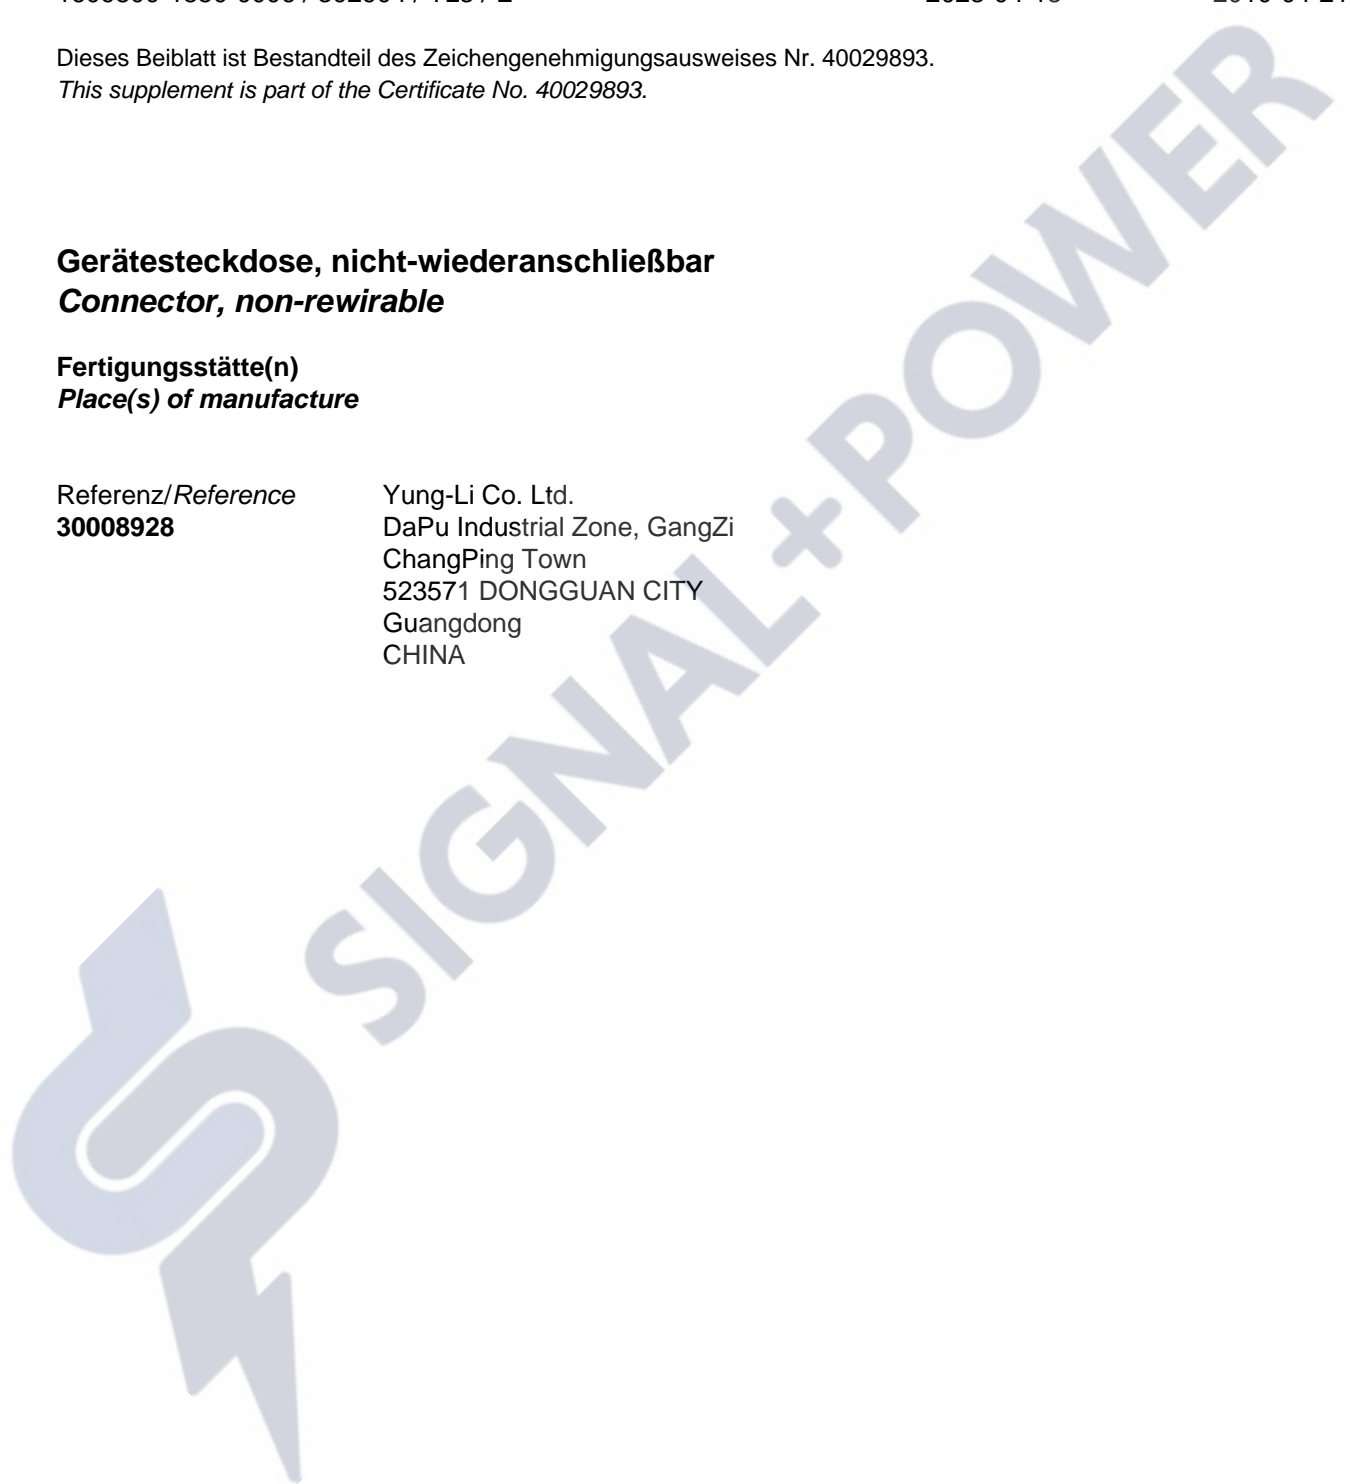 Dieses Beiblatt ist Bestandteil des Zeichengenehmigungsausweises Nr. 40029893.
This supplement is part of the Certificate No. 40029893.
Gerätesteckdose, nicht-wiederanschließbar
Connector, non-rewirable
Fertigungsstätte(n)
Place(s) of manufacture
Referenz/Reference
30008928
Yung-Li Co. Ltd.
DaPu Industrial Zone, GangZi
ChangPing Town
523571 DONGGUAN CITY
Guangdong
CHINA
SIGNAL+POWER